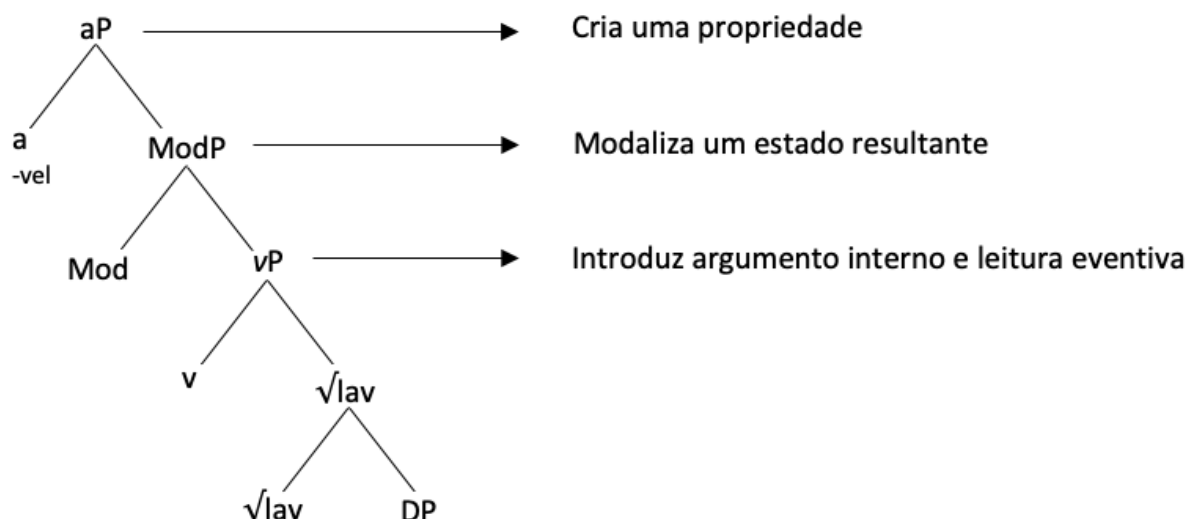 aP Cria uma propriedade
a ModP Modaliza um estado resultante
-vel
Mod vP Introduz argumento interno e leitura eventiva
v √lav
√lav DP